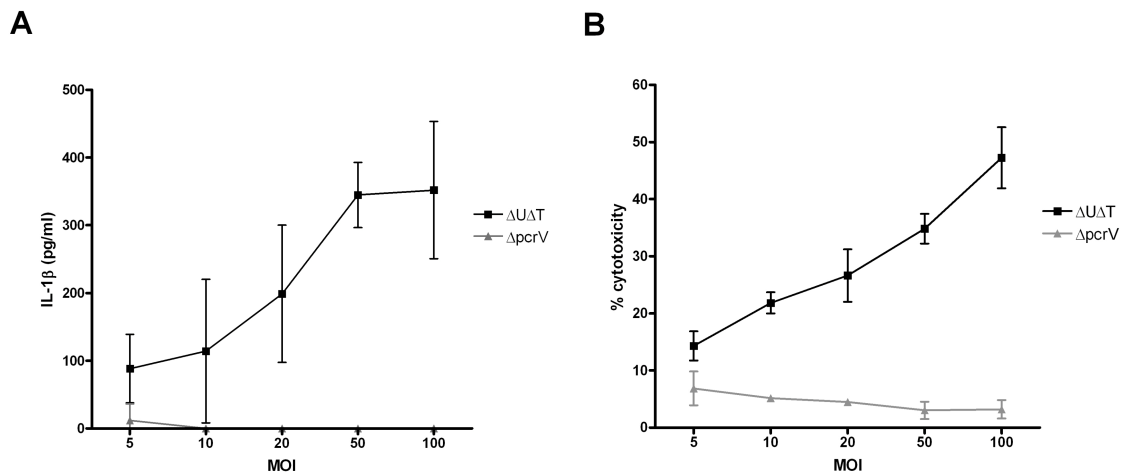 A
500
400
300
200
100
0
IL-1β (pg/ml)
5 10 20 50 100
MOI
ΔUΔT
ΔpcrV
B
60
50
40
30
20
10
0
% cytotoxicity
5 10 20 50 100
MOI
ΔUΔT
ΔpcrV